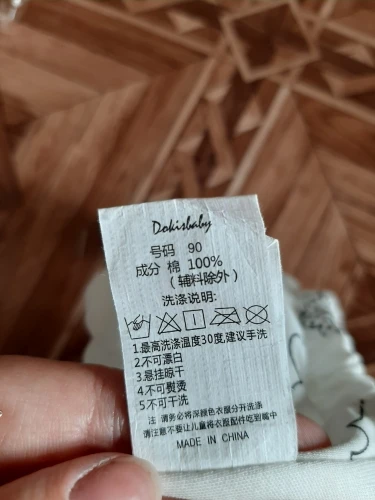 Dokisbaby
号码 90
成分 棉 100%
（辅料除外）
洗涤说明:
1.最高洗涤温度30度,建议手洗
2.不可漂白
3.悬挂晾干
4.不可熨烫
5不可干洗
注 请务必将深颜色衣服分开洗涤
请注意不要让儿童将衣服配件吃到嘴中
MADE IN CHINA